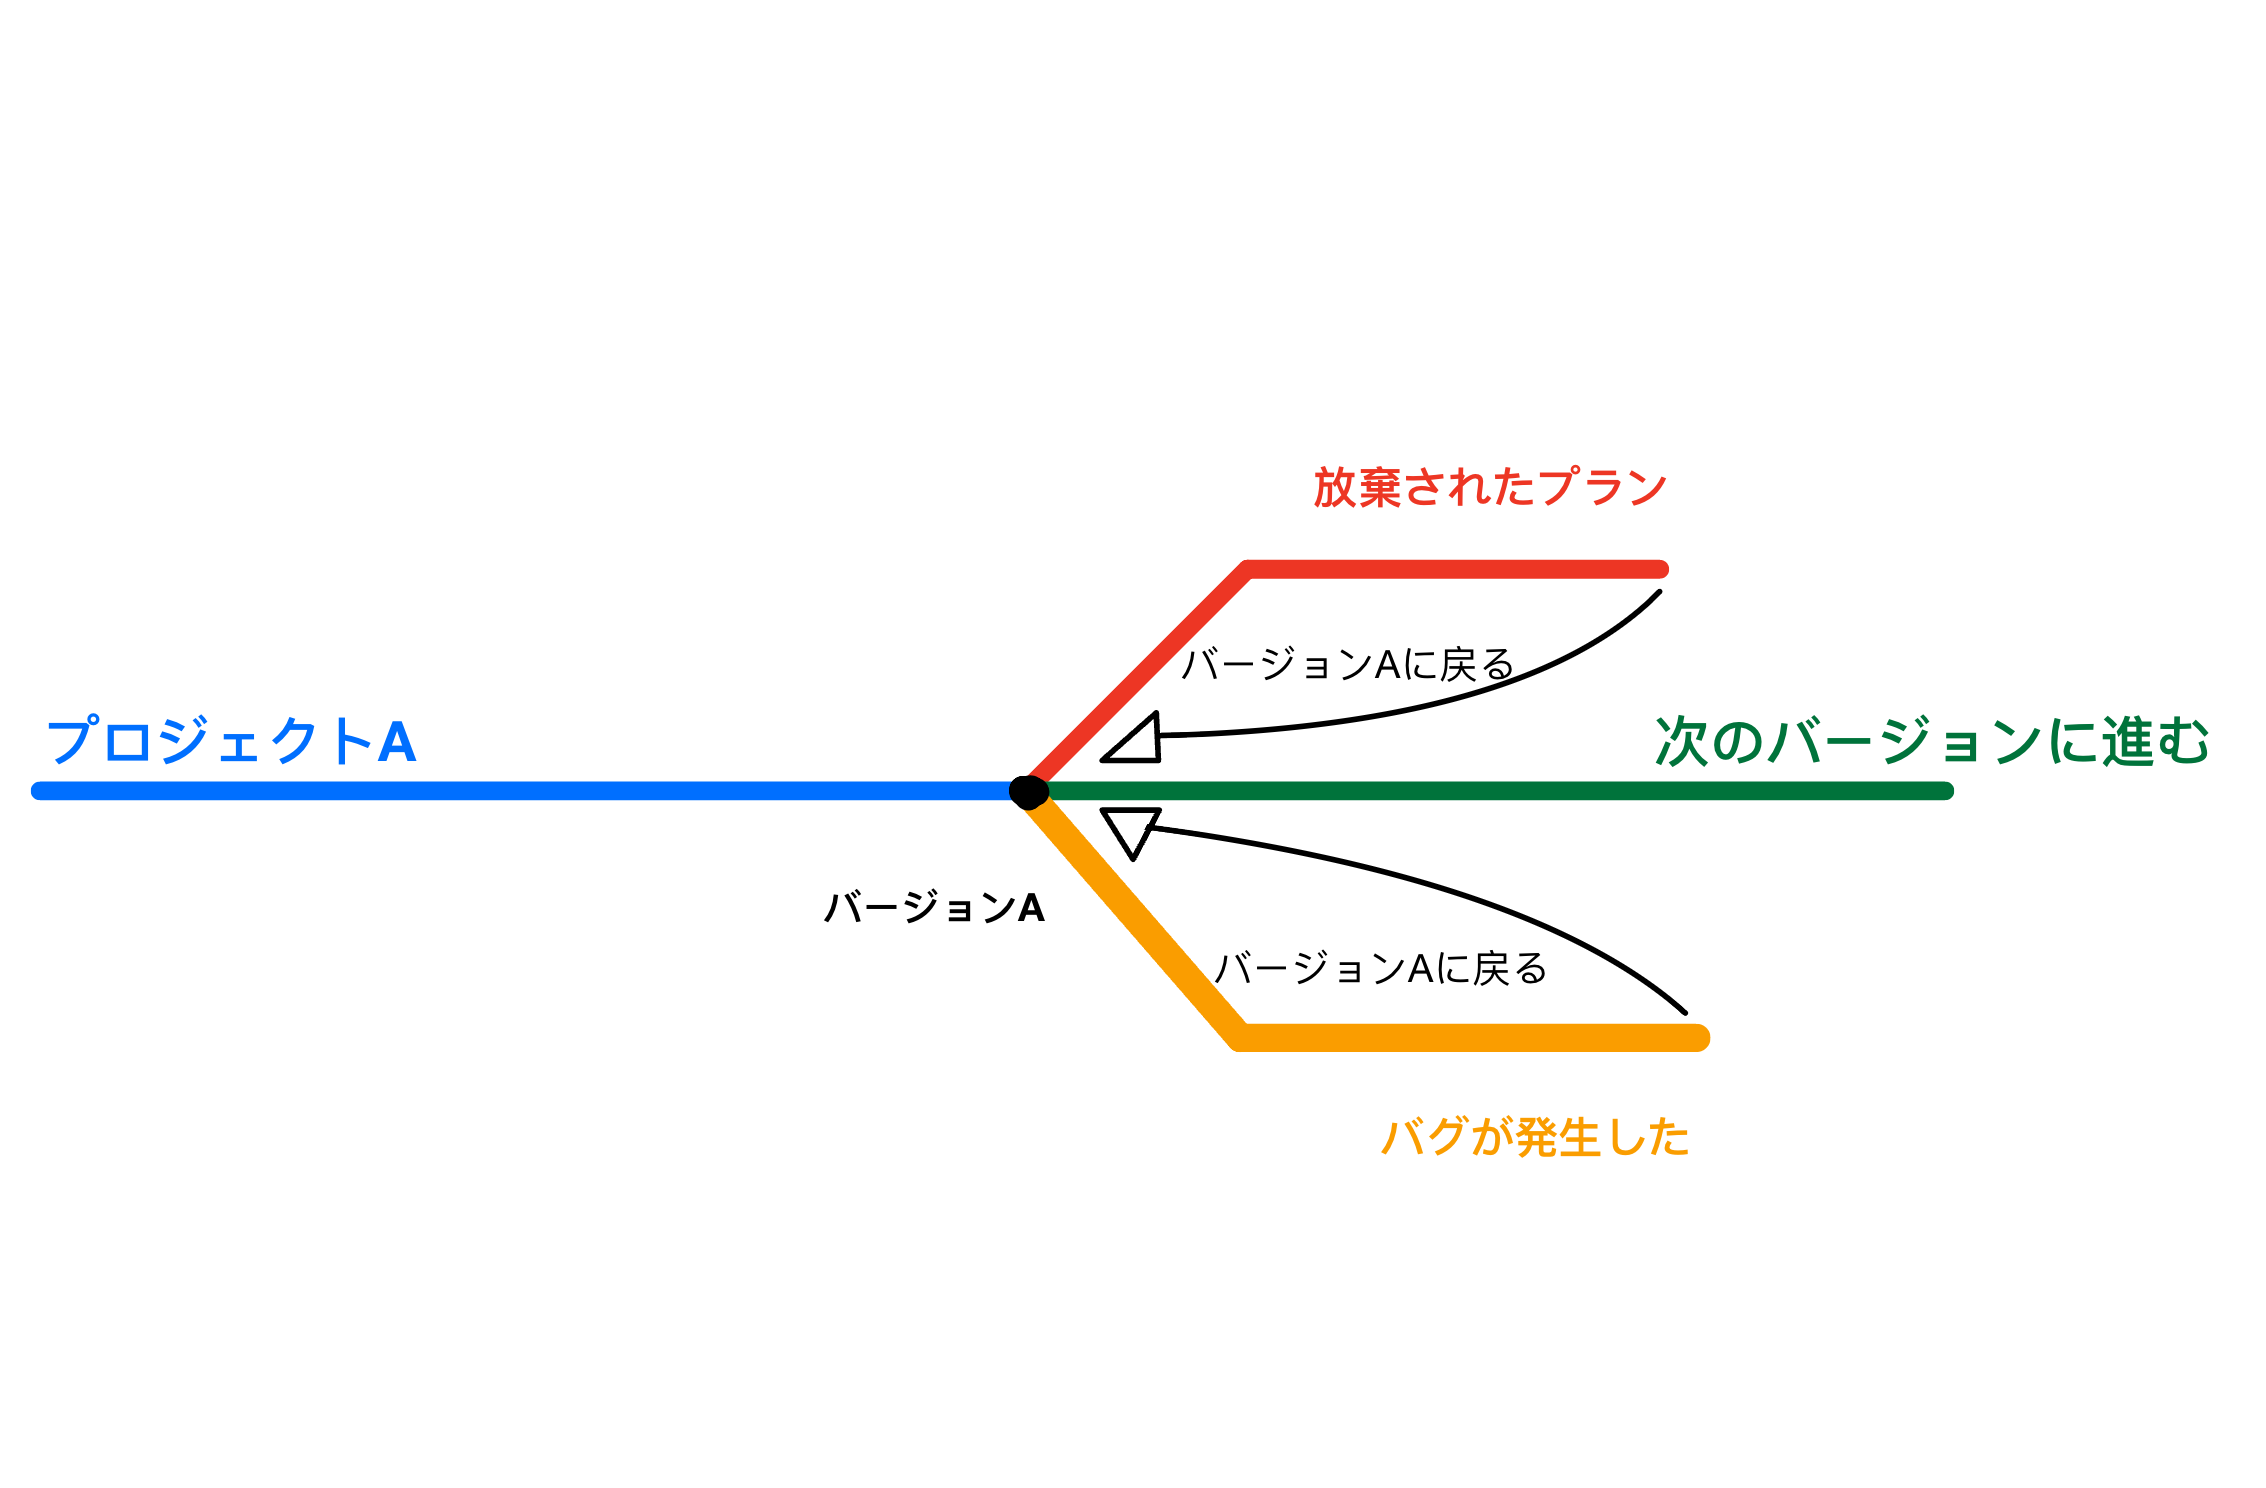 放棄されたプラン
バージョンAに戻る
プロジェクトA
次のバージョンに進む
バージョンA
バージョンAに戻る
バグが発生した